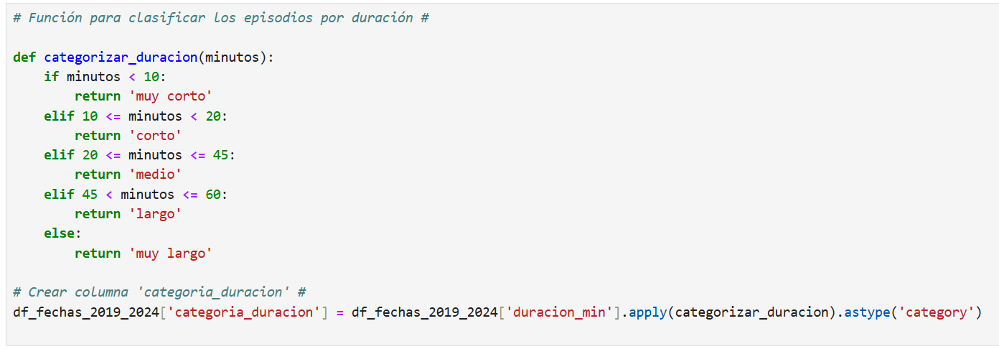 # Función para clasificar los episodios por duración #
def categorizar_duracion(minutos):
    if minutos < 10:
        return 'muy corto'
    elif 10 <= minutos < 20:
        return 'corto'
    elif 20 <= minutos <= 45:
        return 'medio'
    elif 45 < minutos <= 60:
        return 'largo'
    else:
        return 'muy largo'
# Crear columna 'categoria_duracion' #
df_fechas_2019_2024['categoria_duracion'] = df_fechas_2019_2024['duracion_min'].apply(categorizar_duracion).astype('category')